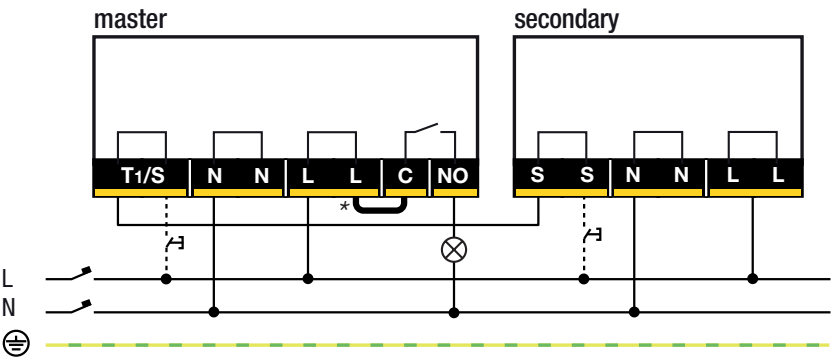 master
secondary
T1/S N N L L C NO
S S N N L L
*
L
N